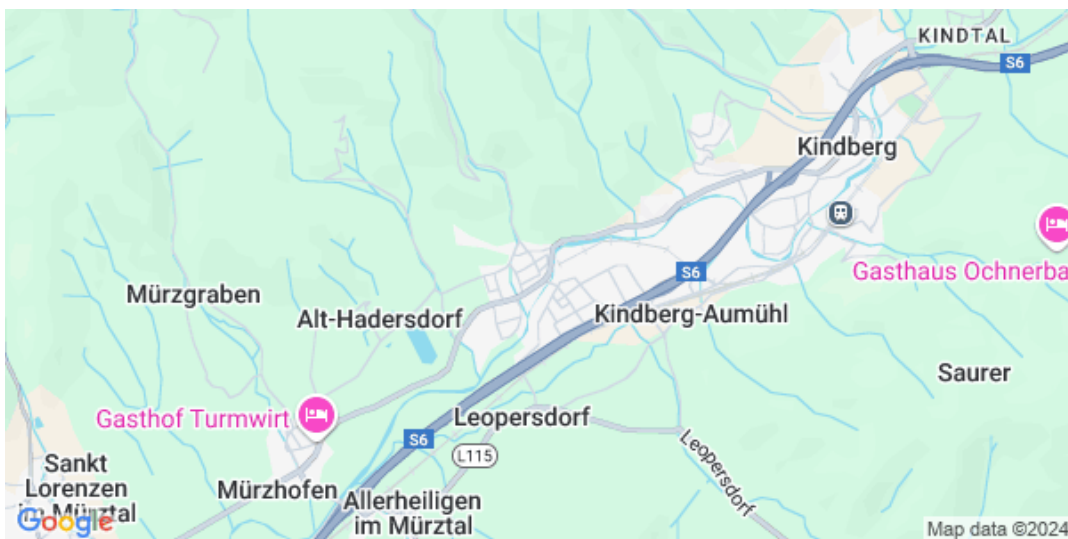 KINDTAL
S6
Kindberg
Gasthaus Ochnerba
S6
Mürzgraben
Alt-Hadersdorf
Kindberg-Aumühl
Saurer
Gasthof Turmwirt
Leopersdorf
S6
L115
Leopersdorf
Sankt
Lorenzen
im Mürztal
Mürzhofen
Allerheiligen
im Mürztal
Google
Map data ©2024